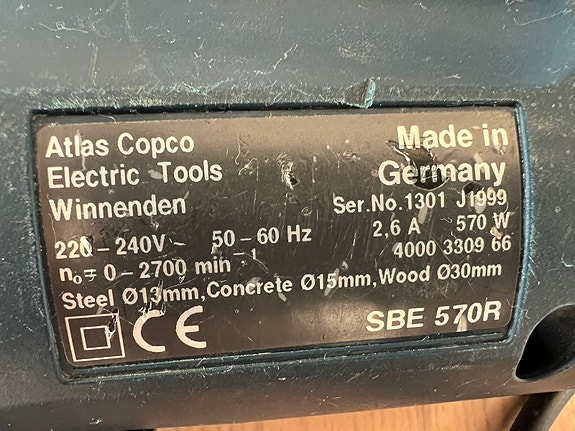 Atlas Copco
Electric Tools
Winnenden
Made in
Germany
Ser.No.1301 J1999
220 – 240V ~ 50 – 60 Hz 2,6 A 570 W
n₀ = 0 – 2700 min⁻¹ 4000 3309 66
Steel Ø13mm,Concrete Ø15mm,Wood Ø30mm
CE SBE 570R